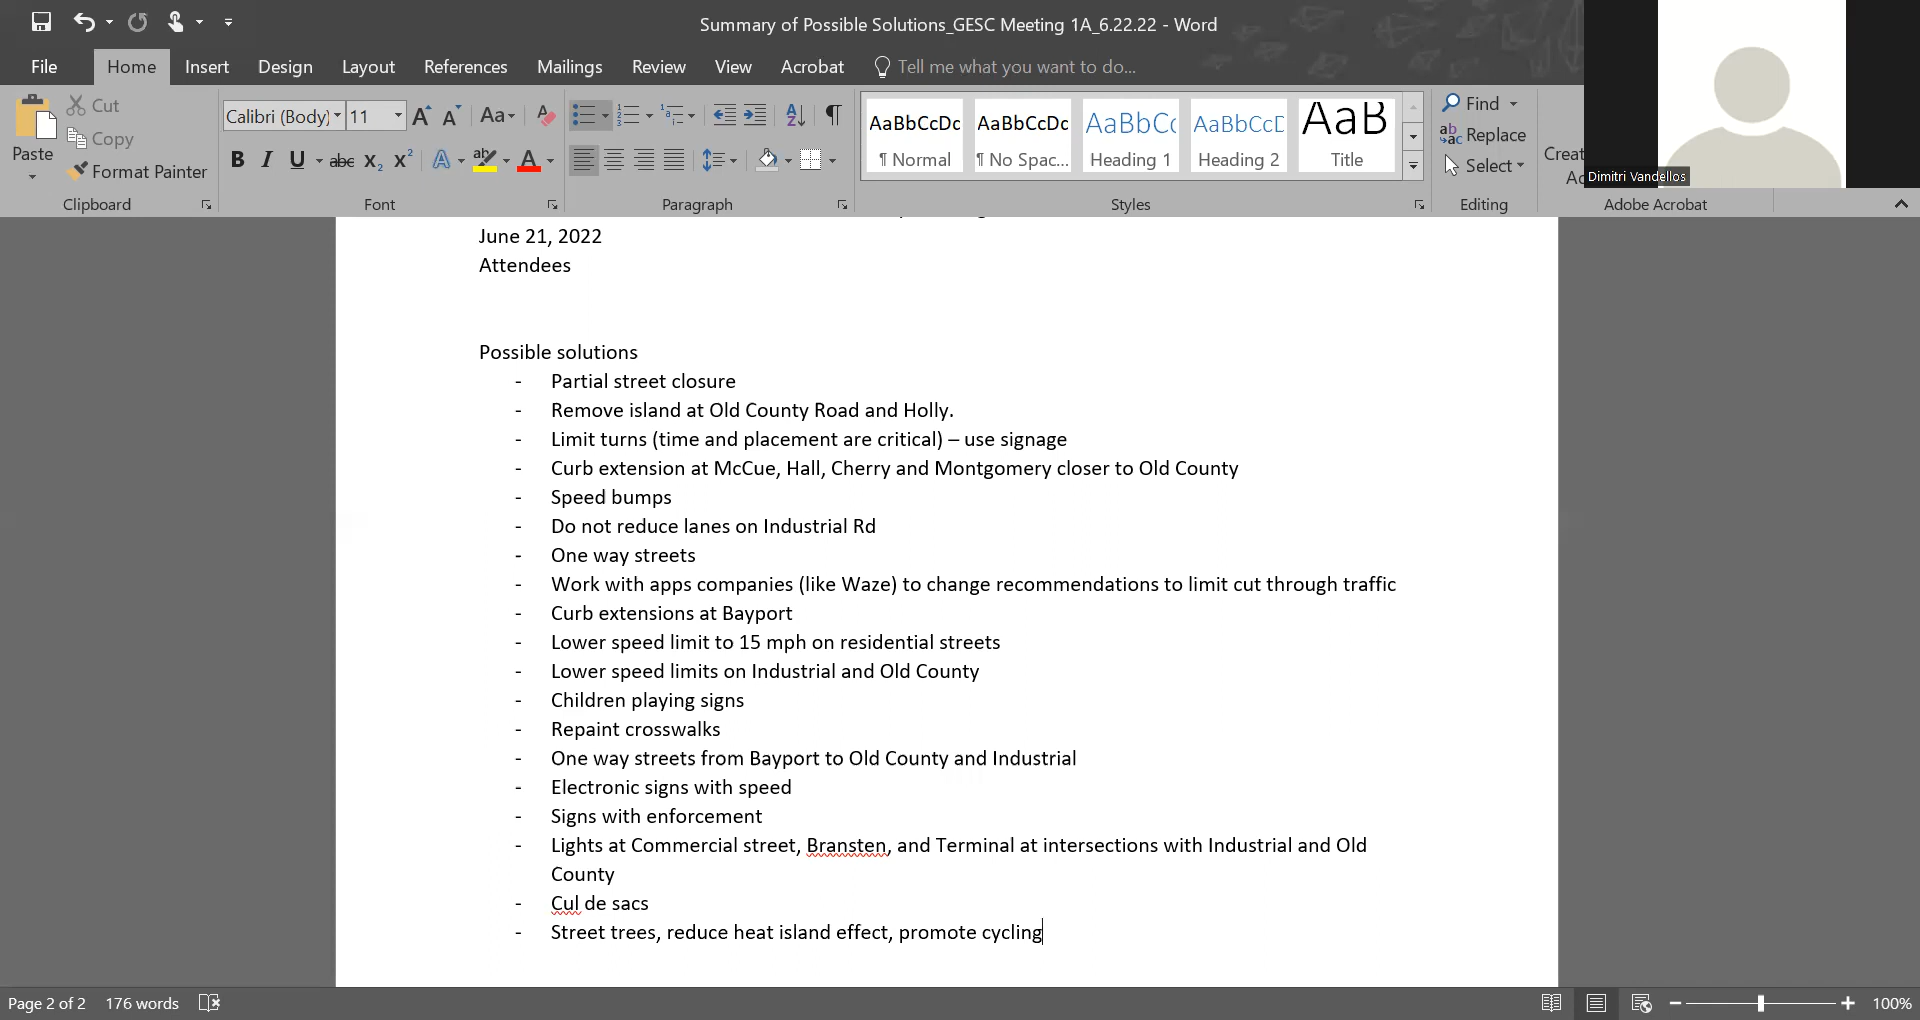 Summary of Possible Solutions_GESC Meeting 1A_6.22.22 - Word
File Home Insert Design Layout References Mailings Review View Acrobat Tell me what you want to do...
Cut
Copy
Paste
Format Painter
Calibri (Body) 11 Aa
B I U abc X₂ X² A ab A
AaBbCcDc AaBbCcDc AaBbCc AaBbCcD AaB
¶ Normal ¶ No Spac... Heading 1 Heading 2 Title
Find
Replace
Select
Dimitri Vandellos
Clipboard Font Paragraph Styles Editing Adobe Acrobat
June 21, 2022
Attendees
Possible solutions
- Partial street closure
- Remove island at Old County Road and Holly.
- Limit turns (time and placement are critical) – use signage
- Curb extension at McCue, Hall, Cherry and Montgomery closer to Old County
- Speed bumps
- Do not reduce lanes on Industrial Rd
- One way streets
- Work with apps companies (like Waze) to change recommendations to limit cut through traffic
- Curb extensions at Bayport
- Lower speed limit to 15 mph on residential streets
- Lower speed limits on Industrial and Old County
- Children playing signs
- Repaint crosswalks
- One way streets from Bayport to Old County and Industrial
- Electronic signs with speed
- Signs with enforcement
- Lights at Commercial street, Bransten, and Terminal at intersections with Industrial and Old
County
- Cul de sacs
- Street trees, reduce heat island effect, promote cycling
Page 2 of 2 176 words 100%